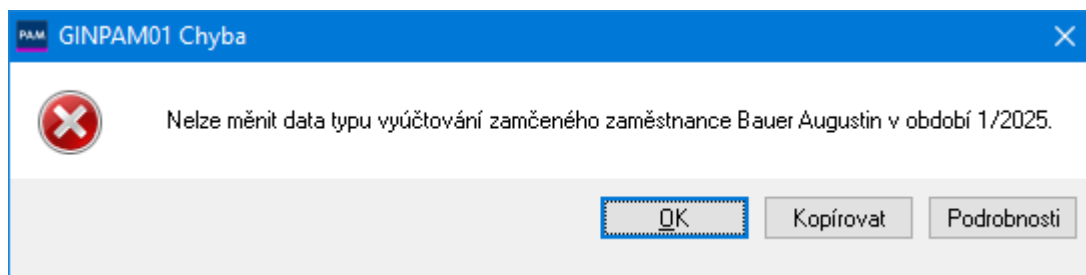 PAM GINPAM01 Chyba
Nelze měnit data typu vyúčtování zamčeného zaměstnance Bauer Augustin v období 1/2025.
OK Kopírovat Podrobnosti